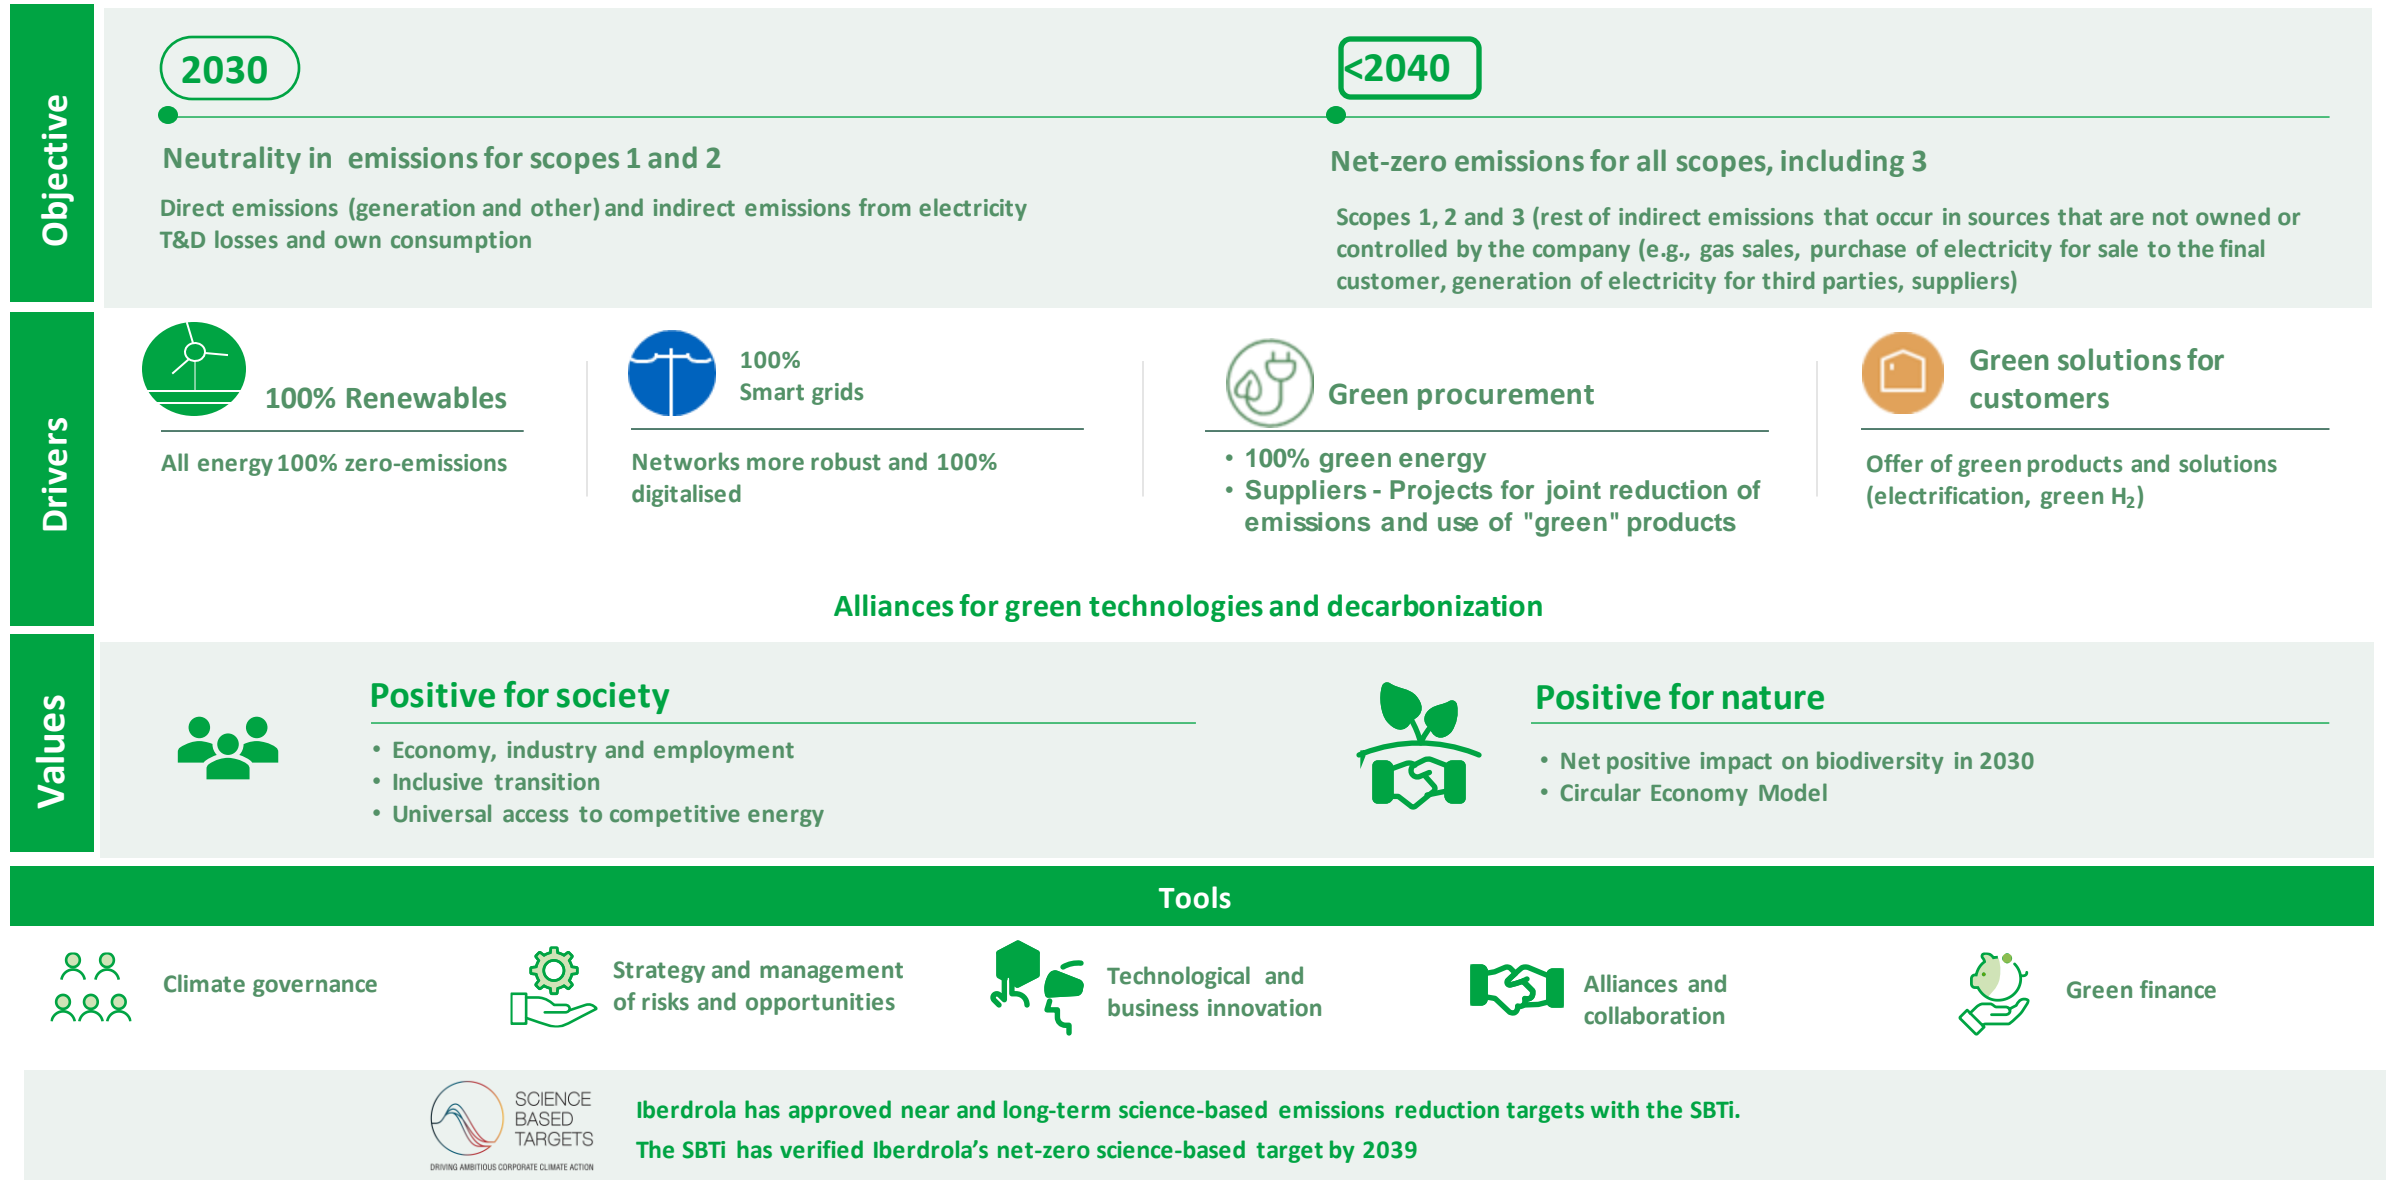 Objective
2030
<2040
Neutrality in emissions for scopes 1 and 2
Direct emissions (generation and other) and indirect emissions from electricity
T&D losses and own consumption
Net-zero emissions for all scopes, including 3
Scopes 1, 2 and 3 (rest of indirect emissions that occur in sources that are not owned or
controlled by the company (e.g., gas sales, purchase of electricity for sale to the final
customer, generation of electricity for third parties, suppliers)
Drivers
100% Renewables
All energy 100% zero-emissions
100%
Smart grids
Networks more robust and 100%
digitalised
Green procurement
• 100% green energy
• Suppliers - Projects for joint reduction of
emissions and use of "green" products
Green solutions for
customers
Offer of green products and solutions
(electrification, green H₂)
Alliances for green technologies and decarbonization
Values
Positive for society
• Economy, industry and employment
• Inclusive transition
• Universal access to competitive energy
Positive for nature
• Net positive impact on biodiversity in 2030
• Circular Economy Model
Tools
Climate governance
Strategy and management
of risks and opportunities
Technological and
business innovation
Alliances and
collaboration
Green finance
SCIENCE
BASED
TARGETS
DRIVING AMBITIOUS CORPORATE CLIMATE ACTION
Iberdrola has approved near and long-term science-based emissions reduction targets with the SBTi.
The SBTi has verified Iberdrola’s net-zero science-based target by 2039